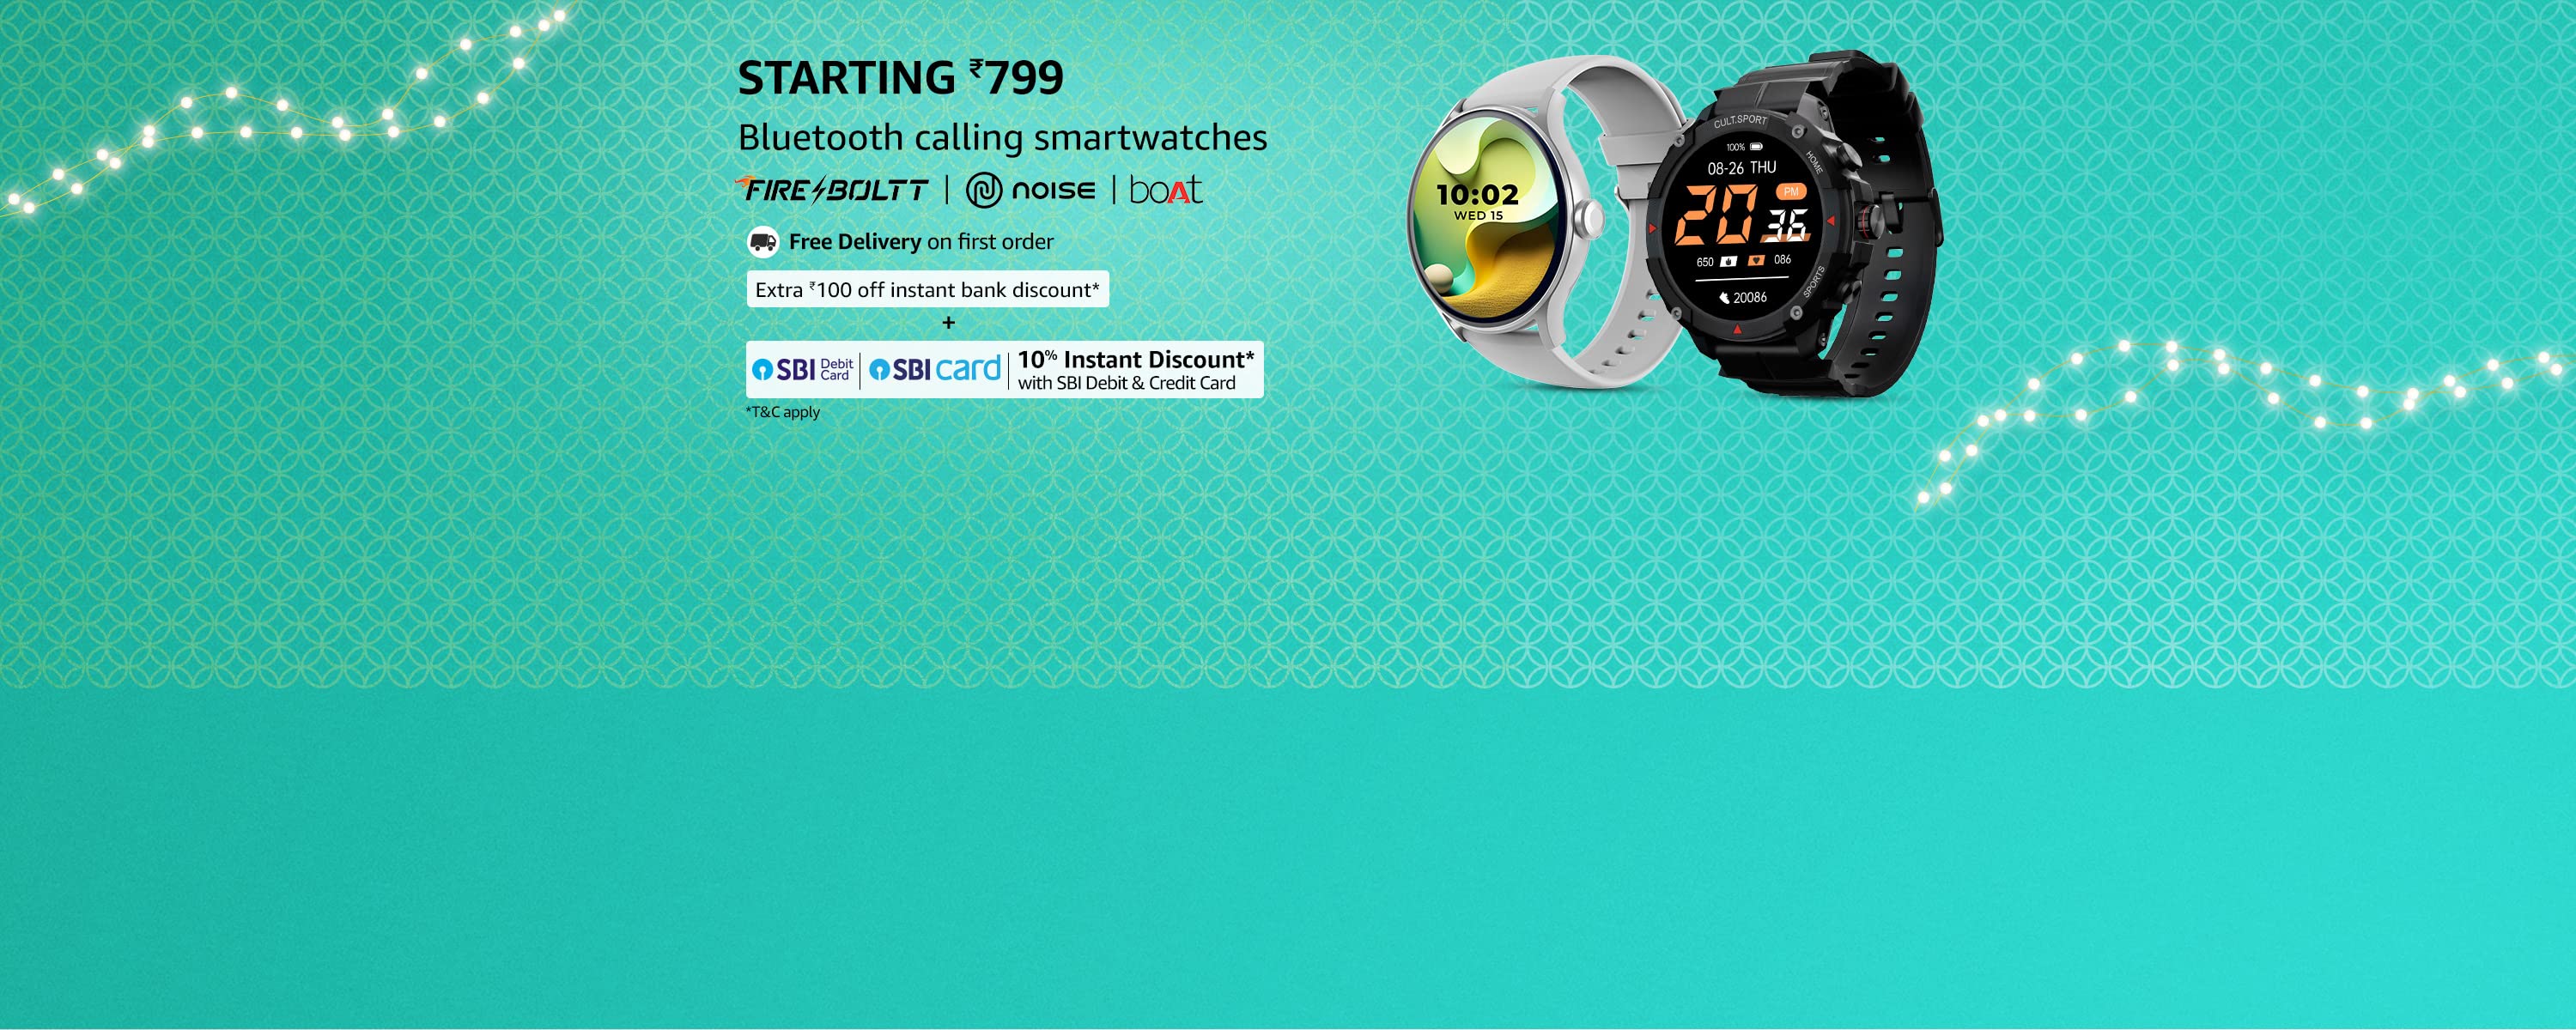 STARTING ₹799
Bluetooth calling smartwatches
FIRE BOLTT | noise | boAt
Free Delivery on first order
Extra ₹100 off instant bank discount*
+
SBI Debit Card | SBI card | 10% Instant Discount*
with SBI Debit & Credit Card
*T&C apply
10:02
WED 15
CULT.SPORT
HOME
SPORTS
100%
08-26 THU
20 36 PM
650 086
20086